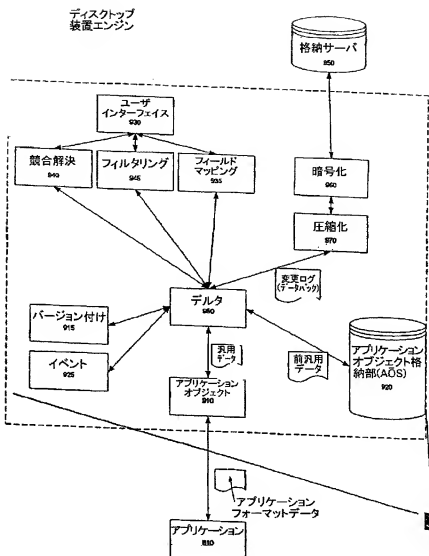 ディスクトップ
装置エンジン
格納サーバ
850
ユーザ
インターフェイス
930
競合解決
940
フィルタリング
945
フィールド
マッピング
935
暗号化
960
圧縮化
970
変更ログ
(データパック)
デルタ
950
バージョン付け
915
イベント
925
汎用
データ
前汎用
データ
アプリケーション
オブジェクト格
納部(AOS)
920
アプリケーション
オブジェクト
910
アプリケーション
フォーマットデータ
アプリケーション
810